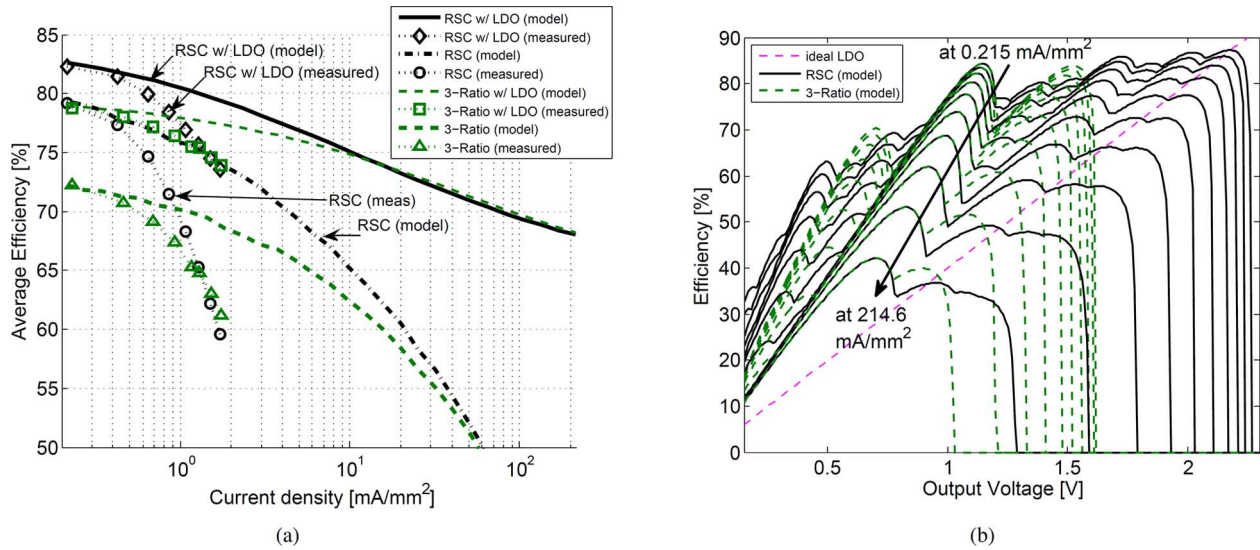 RSC w/ LDO (model)
RSC w/ LDO (measured)
RSC (model)
RSC (measured)
3−Ratio w/ LDO (model)
3−Ratio w/ LDO (measured)
3−Ratio (model)
3−Ratio (measured)
RSC w/ LDO (model)
RSC w/ LDO (measured)
RSC (meas)
RSC (model)
85
80
75
70
65
60
55
50
Average Efficiency [%]
10^0
10^1
10^2
Current density [mA/mm^2]
(a)
ideal LDO
RSC (model)
3−Ratio (model)
at 0.215 mA/mm^2
at 214.6
mA/mm^2
90
80
70
60
50
40
30
20
10
0
Efficiency [%]
0.5
1
1.5
2
Output Voltage [V]
(b)